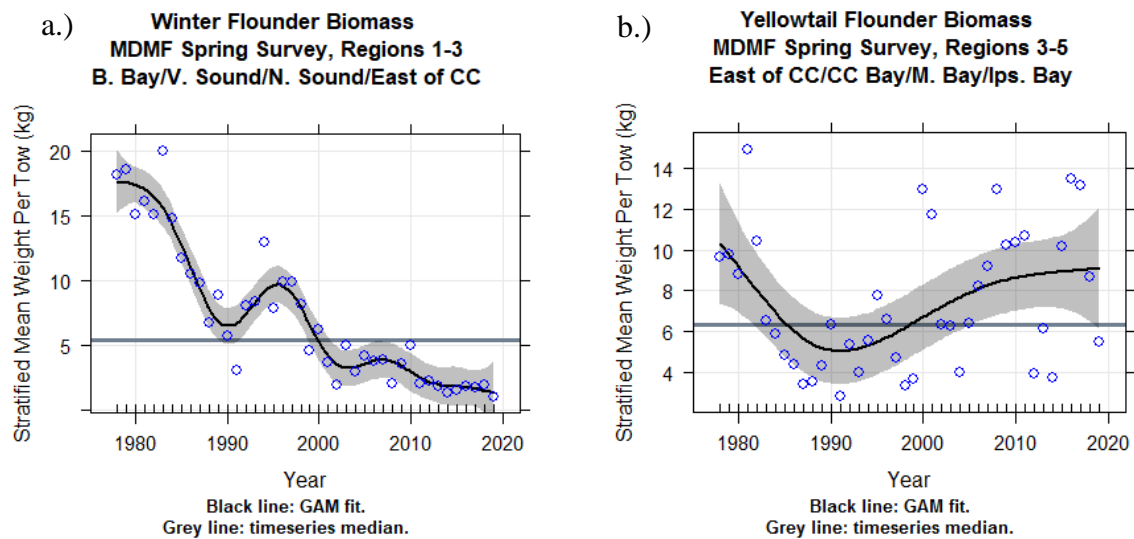 a.)
Winter Flounder Biomass
MDMF Spring Survey, Regions 1-3
B. Bay/V. Sound/N. Sound/East of CC
Stratified Mean Weight Per Tow (kg)
20
15
10
5
1980 1990 2000 2010 2020
Year
Black line: GAM fit.
Grey line: timeseries median.
b.)
Yellowtail Flounder Biomass
MDMF Spring Survey, Regions 3-5
East of CC/CC Bay/M. Bay/Ips. Bay
Stratified Mean Weight Per Tow (kg)
14
12
10
8
6
4
1980 1990 2000 2010 2020
Year
Black line: GAM fit.
Grey line: timeseries median.